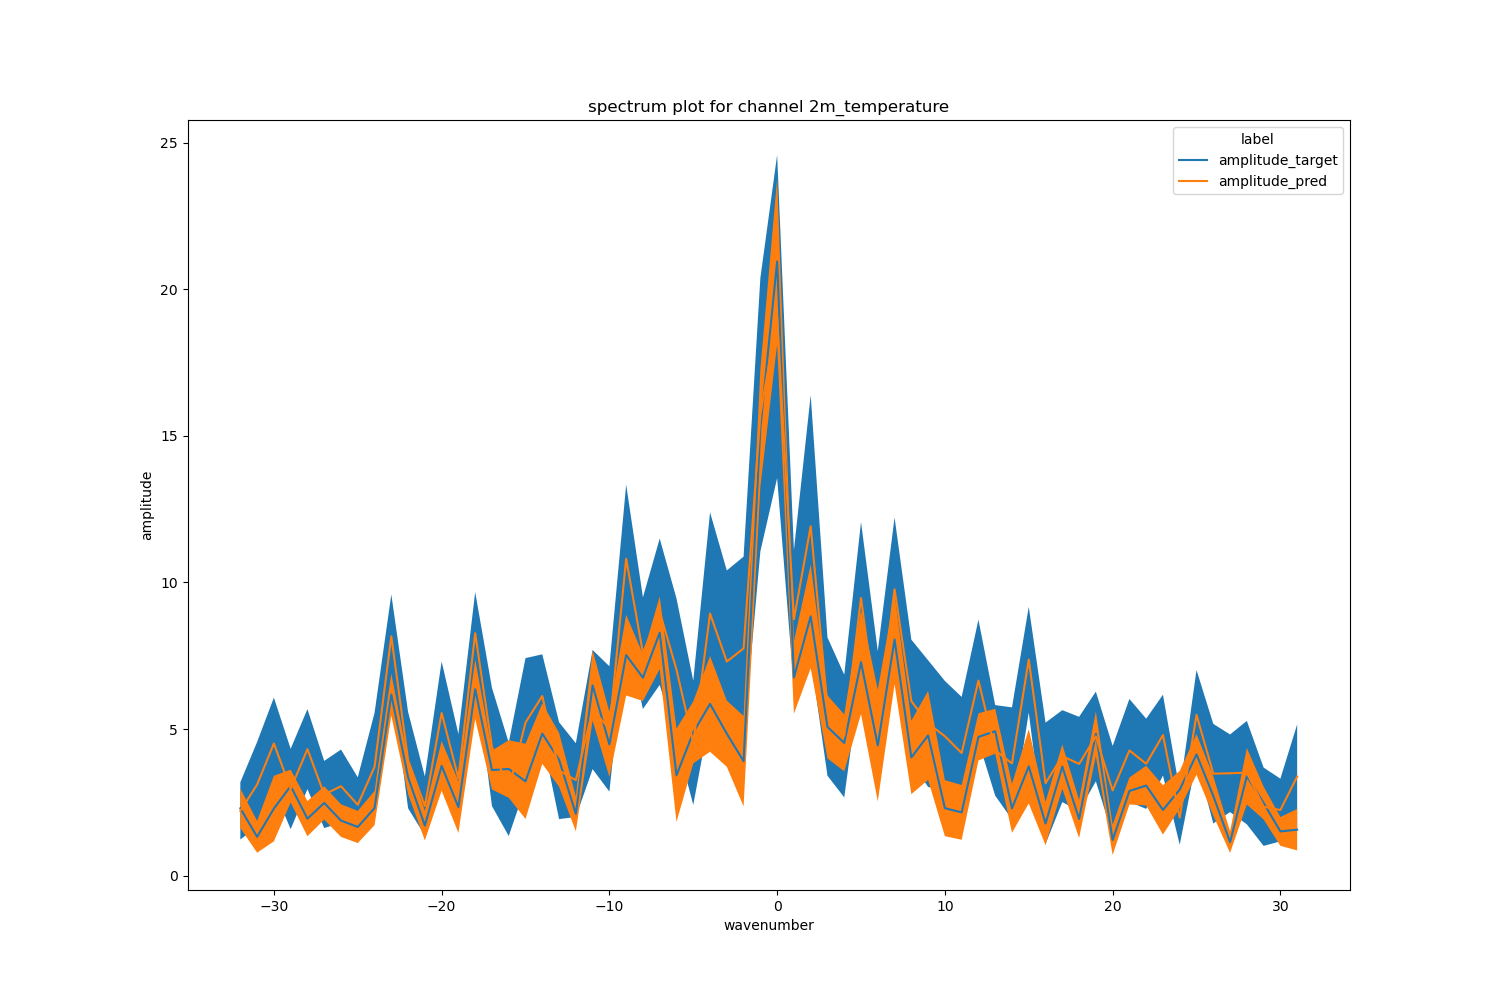 spectrum plot for channel 2m_temperature
label
amplitude_target
amplitude_pred
25
20
15
10
5
0
amplitude
−30
−20
−10
0
10
20
30
wavenumber